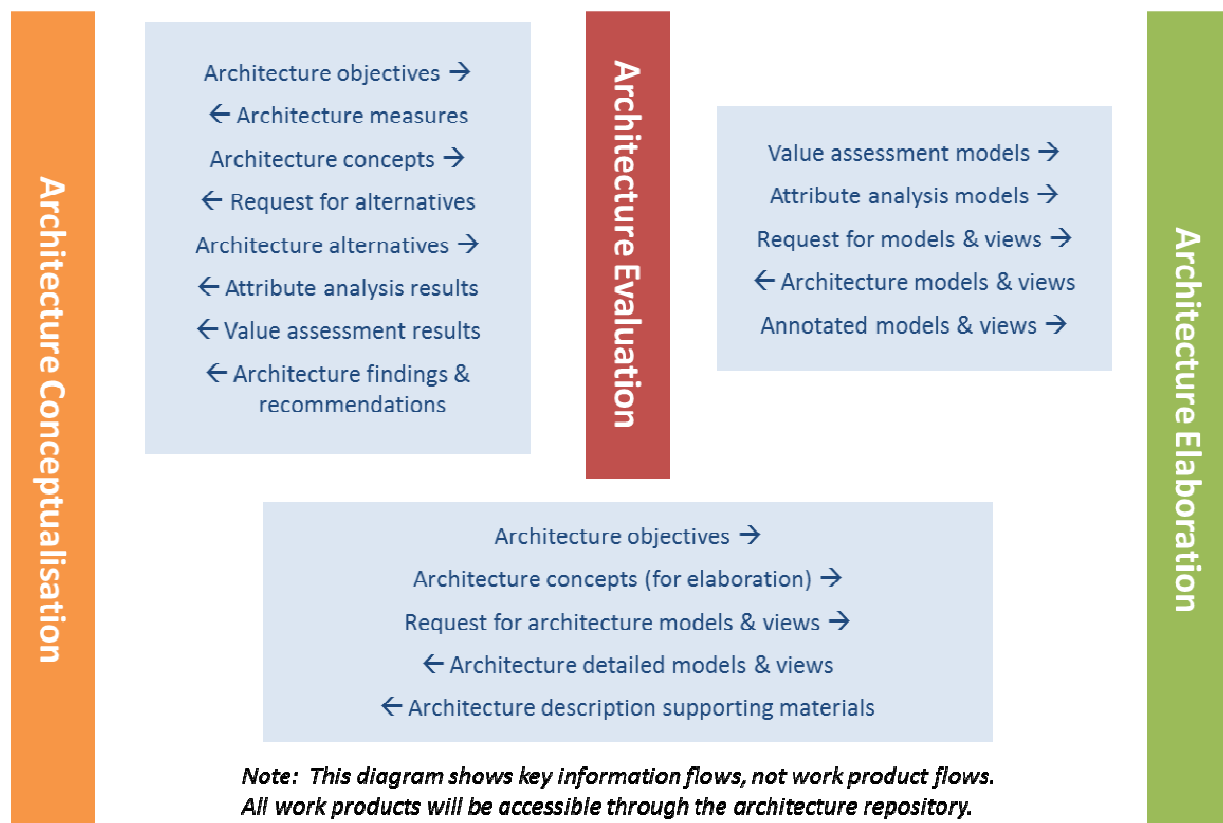 Architecture Conceptualisation
Architecture objectives →
← Architecture measures
Architecture concepts →
← Request for alternatives
Architecture alternatives →
← Attribute analysis results
← Value assessment results
← Architecture findings &
recommendations
Architecture Evaluation
Value assessment models →
Attribute analysis models →
Request for models & views →
← Architecture models & views
Annotated models & views →
Architecture Elaboration
Architecture objectives →
Architecture concepts (for elaboration) →
Request for architecture models & views →
← Architecture detailed models & views
← Architecture description supporting materials
Note: This diagram shows key information flows, not work product flows.
All work products will be accessible through the architecture repository.